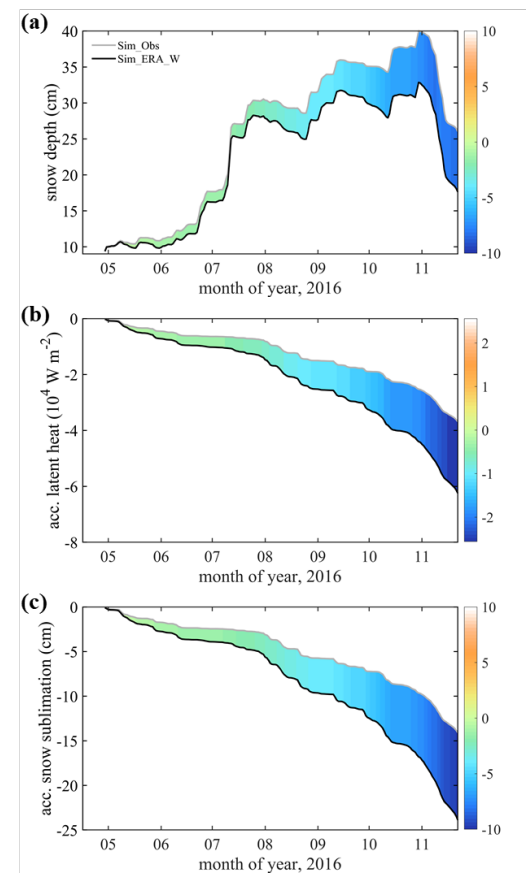 (a)
Sim_Obs
Sim_ERA_W
40
35
30
25
20
15
10
snow depth (cm)
05 06 07 08 09 10 11
month of year, 2016
10
5
0
-5
-10
(b)
0
-2
-4
-6
-8
acc. latent heat (10⁴ W m⁻²)
05 06 07 08 09 10 11
month of year, 2016
2
1
0
-1
-2
(c)
0
-5
-10
-15
-20
-25
acc. snow sublimation (cm)
05 06 07 08 09 10 11
month of year, 2016
10
5
0
-5
-10